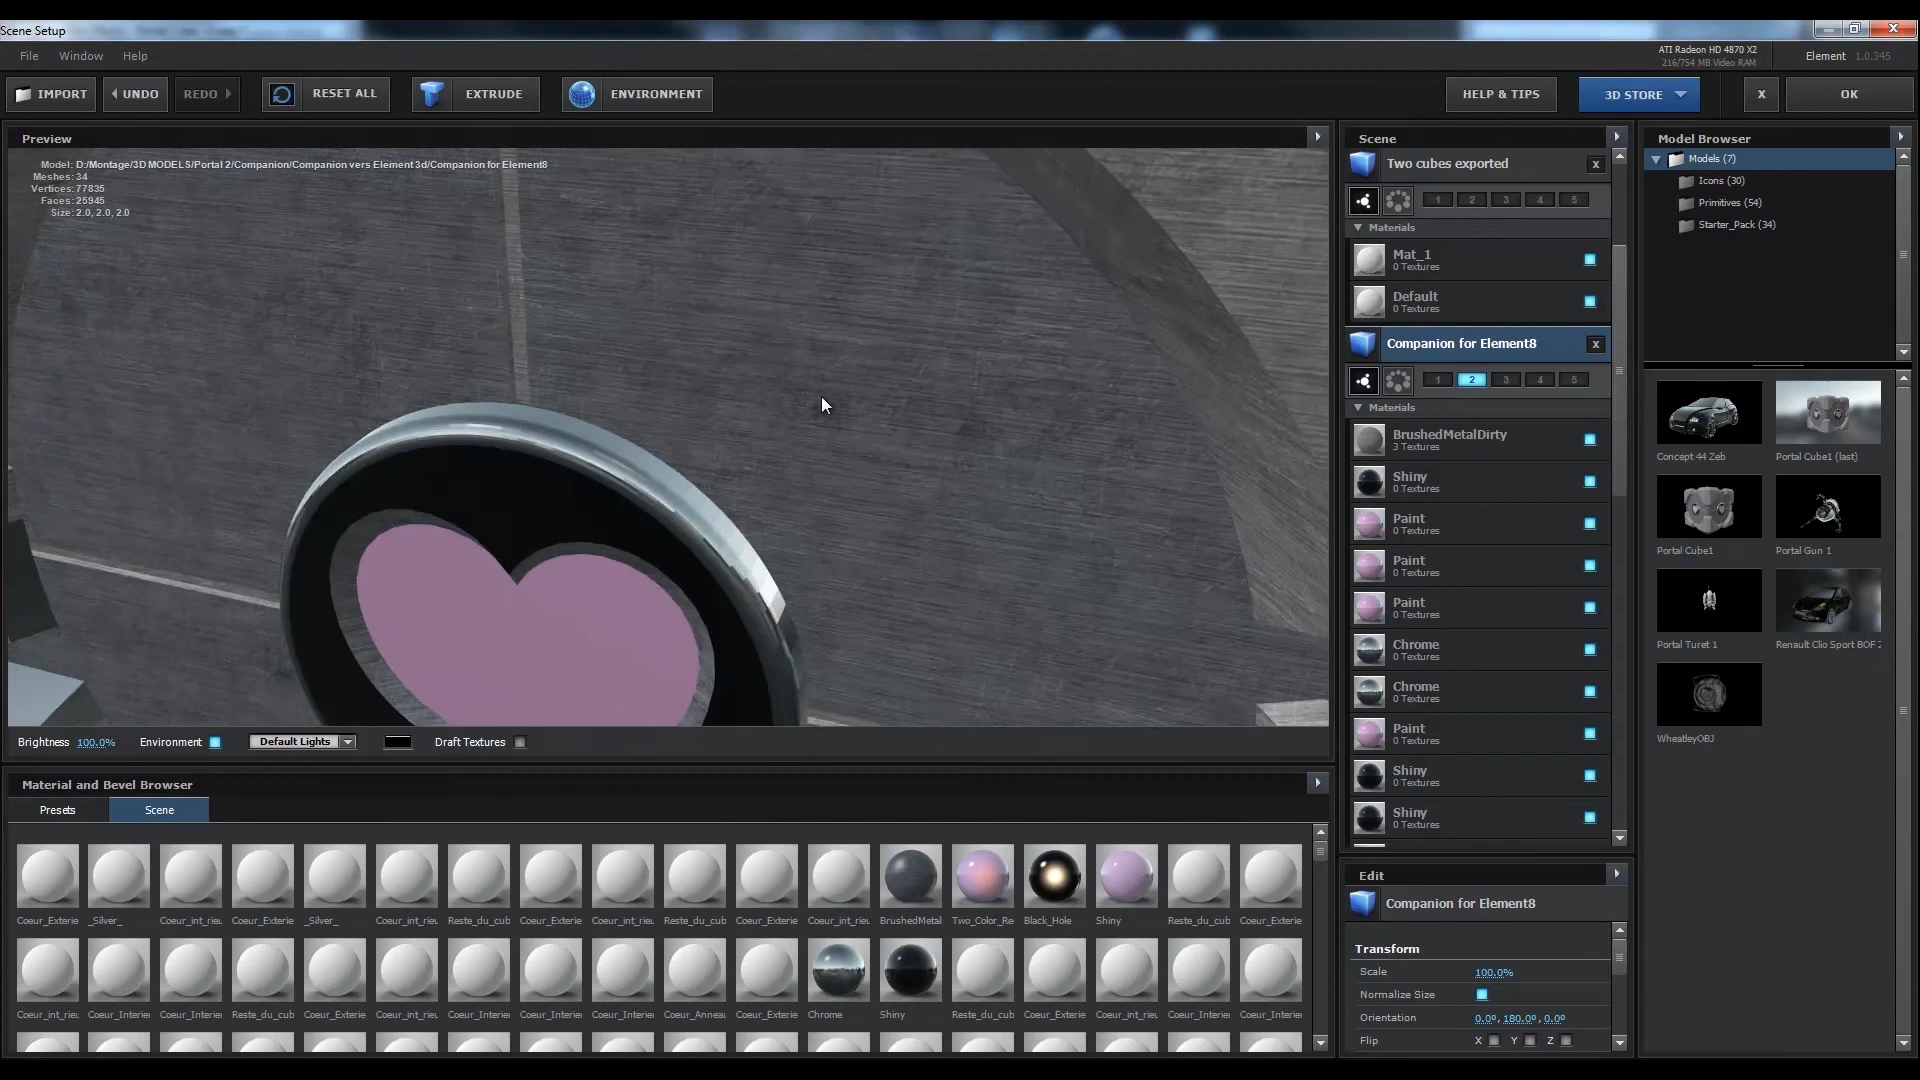 Scene Setup
File Window Help
ATI Radeon HD 4870 X2
216/754 MB Video RAM
Element 1.0.345
IMPORT UNDO REDO RESET ALL EXTRUDE ENVIRONMENT HELP & TIPS 3D STORE X OK
Preview
Model: D:/Montage/3D MODELS/Portal 2/Companion/Companion vers Element 3d/Companion for Element8
Meshes: 34
Vertices: 77835
Faces: 25945
Size: 2.0, 2.0, 2.0
Brightness 100.0% Environment Default Lights Draft Textures
Material and Bevel Browser
Presets Scene
Coeur_Exterie _Silver_ Coeur_int_rieu Coeur_Exterie _Silver_ Coeur_int_rieu Reste_du_cub Coeur_Exterie Coeur_int_rieu Reste_du_cub Coeur_Exterie Coeur_int_rieu BrushedMetal Two_Color_Re Black_Hole Shiny Reste_du_cub Coeur_Exterie
Coeur_int_rieu Coeur_Interie Coeur_Interie Reste_du_cub Coeur_Exterie Coeur_int_rieu Coeur_Interie Coeur_Interie Coeur_Interie Coeur_Anneau Coeur_Exterie Chrome Shiny Reste_du_cub Coeur_Exterie Coeur_int_rieu Coeur_Interie Coeur_Interie
Scene
Two cubes exported X
1 2 3 4 5
Materials
Mat_1
0 Textures
Default
0 Textures
Companion for Element8 X
1 2 3 4 5
Materials
BrushedMetalDirty
3 Textures
Shiny
0 Textures
Paint
0 Textures
Paint
0 Textures
Paint
0 Textures
Chrome
0 Textures
Chrome
0 Textures
Paint
0 Textures
Shiny
0 Textures
Shiny
0 Textures
Edit
Companion for Element8
Transform
Scale 100.0%
Normalize Size
Orientation 0.0º, 180.0º, 0.0º
Flip X Y Z
Model Browser
Models (7)
Icons (30)
Primitives (54)
Starter_Pack (34)
Concept 44 Zeb Portal Cube1 (last)
Portal Cube1 Portal Gun 1
Portal Turet 1 Renault Clio Sport BOF 2
WheatleyOBJ